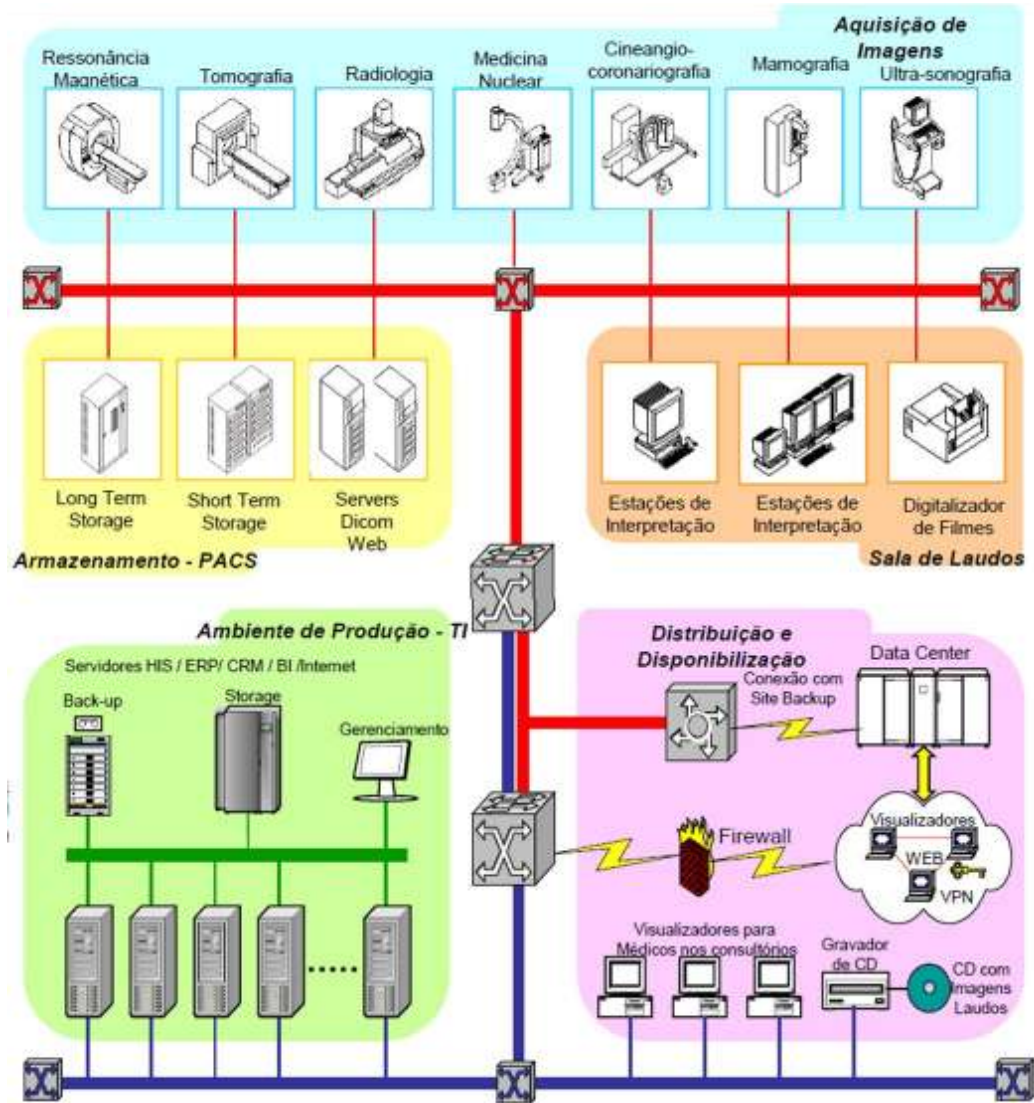 Aquisição de
Imagens
Ressonância
Magnética
Tomografia
Radiologia
Medicina
Nuclear
Cineangio-
coronariografia
Mamografia
Ultra-sonografia
Long Term
Storage
Short Term
Storage
Servers
Dicom
Web
Armazenamento - PACS
Estações de
Interpretação
Estações de
Interpretação
Digitalizador
de Filmes
Sala de Laudos
Ambiente de Produção - TI
Servidores HIS / ERP/ CRM / BI /Internet
Back-up
Storage
Gerenciamento
Distribuição e
Disponibilização
Conexão com
Site Backup
Data Center
Firewall
Visualizadores
WEB
VPN
Visualizadores para
Médicos nos consultórios
Gravador
de CD
CD com
Imagens
Laudos